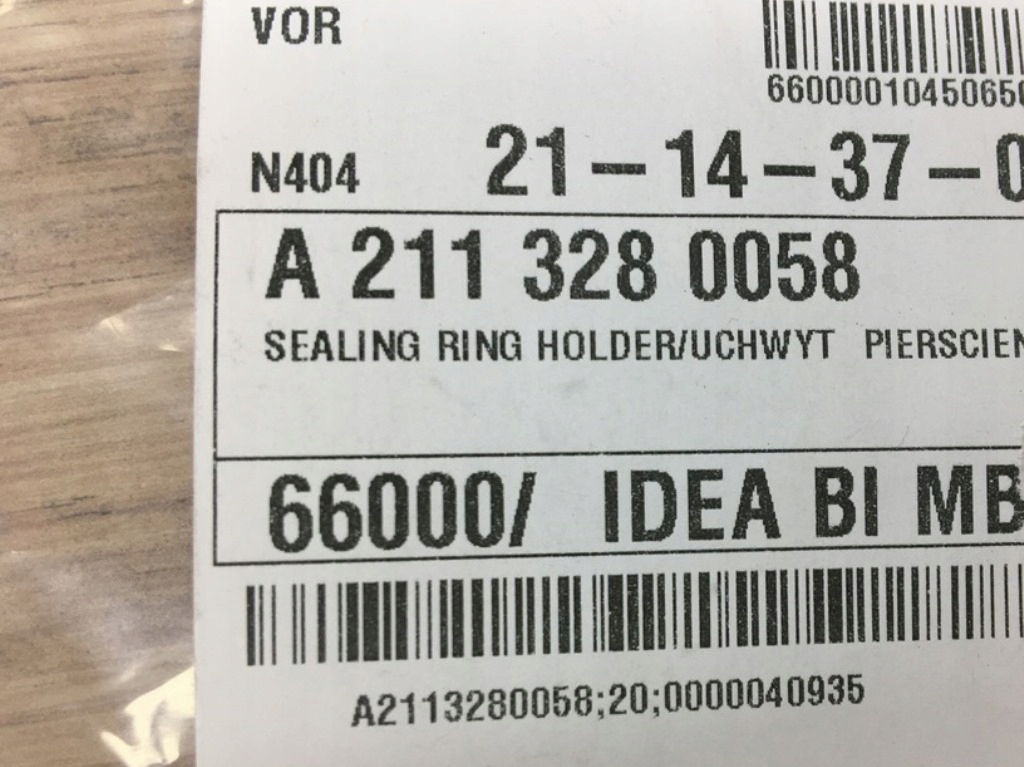 VOR
6600001045065
N404 21-14-37-0
A 211 328 0058
SEALING RING HOLDER/UCHWYT PIERSCIEN
66000/ IDEA BI MB
A2113280058;20;0000040935